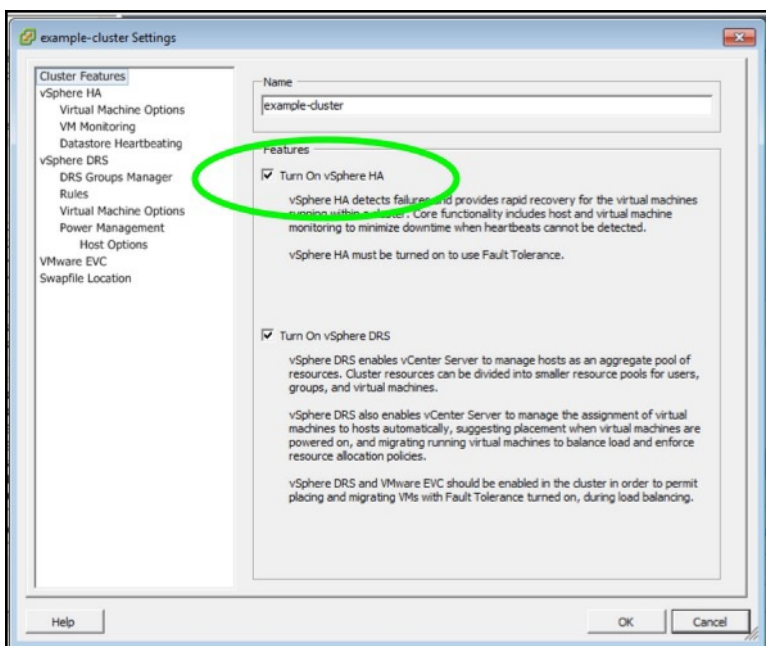 example-cluster Settings
Cluster Features
vSphere HA
Virtual Machine Options
VM Monitoring
Datastore Heartbeating
vSphere DRS
DRS Groups Manager
Rules
Virtual Machine Options
Power Management
Host Options
VMware EVC
Swapfile Location
Name
example-cluster
Features
Turn On vSphere HA
vSphere HA detects failures and provides rapid recovery for the virtual machines
running within a cluster. Core functionality includes host and virtual machine
monitoring to minimize downtime when heartbeats cannot be detected.
vSphere HA must be turned on to use Fault Tolerance.
Turn On vSphere DRS
vSphere DRS enables vCenter Server to manage hosts as an aggregate pool of
resources. Cluster resources can be divided into smaller resource pools for users,
groups, and virtual machines.
vSphere DRS also enables vCenter Server to manage the assignment of virtual
machines to hosts automatically, suggesting placement when virtual machines are
powered on, and migrating running virtual machines to balance load and enforce
resource allocation policies.
vSphere DRS and VMware EVC should be enabled in the cluster in order to permit
placing and migrating VMs with Fault Tolerance turned on, during load balancing.
Help
OK
Cancel